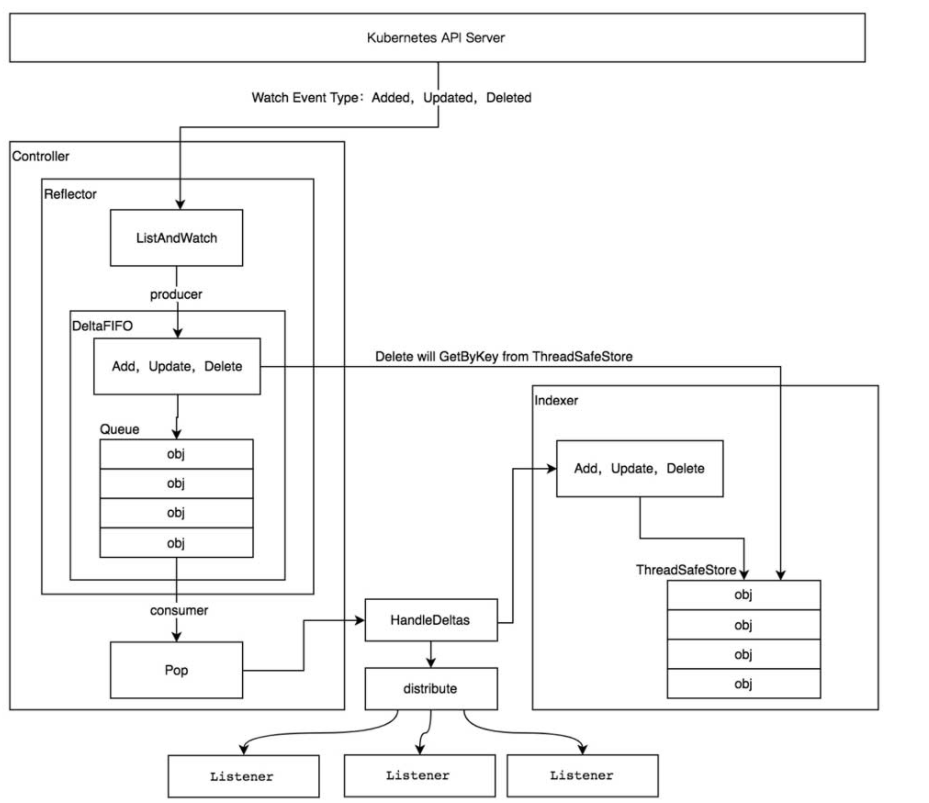 Kubernetes API Server
Watch Event Type：Added，Updated，Deleted
Controller
Reflector
ListAndWatch
producer
DeltaFIFO
Add，Update，Delete
Delete will GetByKey from ThreadSafeStore
Indexer
Queue
obj
obj
obj
obj
Add，Update，Delete
ThreadSafeStore
obj
obj
obj
obj
consumer
HandleDeltas
Pop
distribute
Listener
Listener
Listener